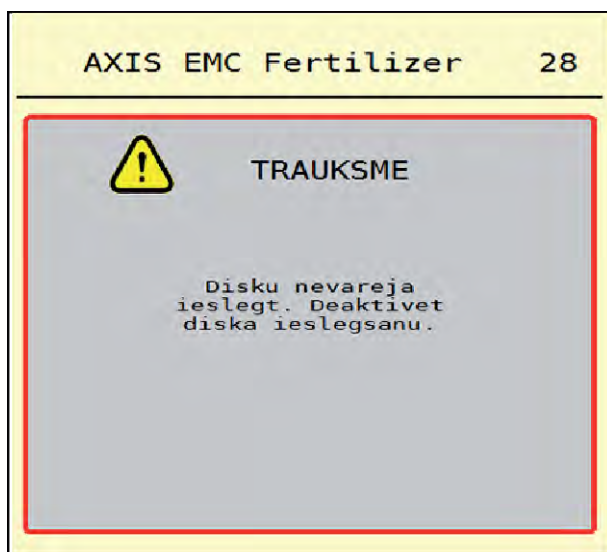 AXIS EMC Fertilizer 28
TRAUKSME
Disku nevareja
ieslegt. Deaktivet
diska ieslegsanu.